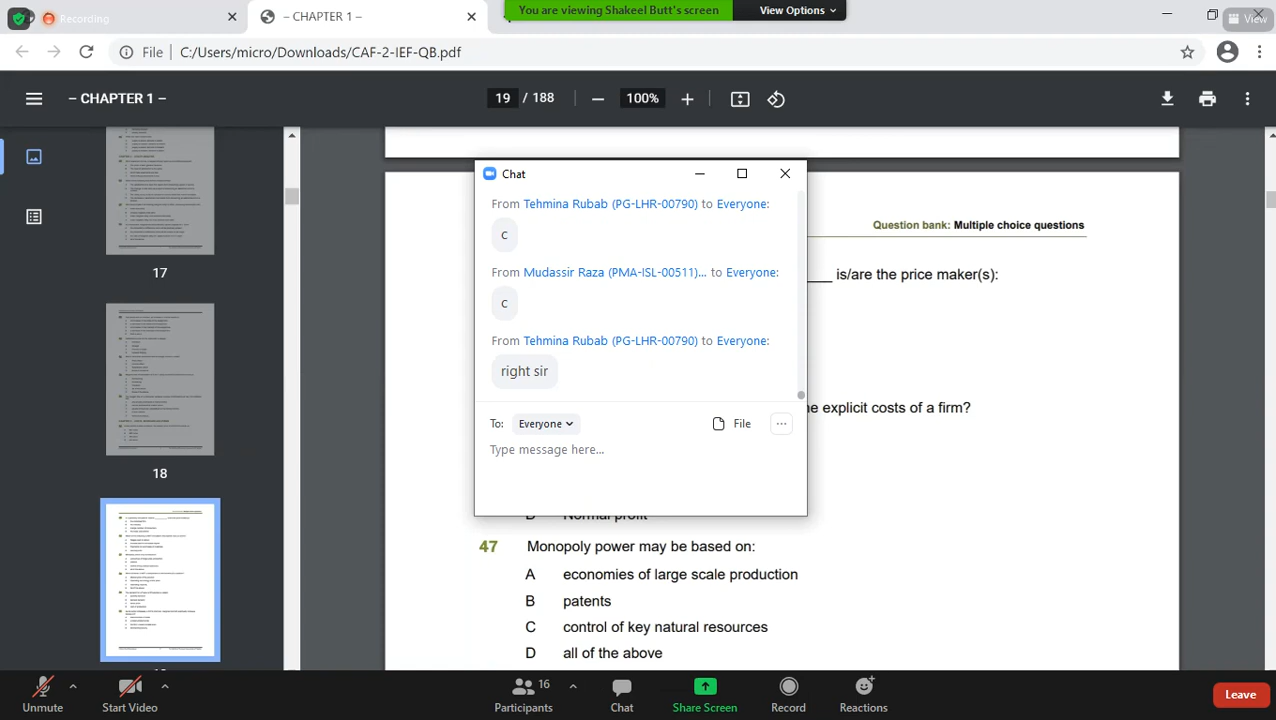 Recording
– CHAPTER 1 –
You are viewing Shakeel Butt's screen
View Options
View
File
C:/Users/micro/Downloads/CAF-2-IEF-QB.pdf
– CHAPTER 1 –
19 / 188
100%
17
18
Question bank: Multiple choice questions
is/are the price maker(s):
explicit costs of a firm?
Chat
From Tehmina Rubab (PG-LHR-00790) to Everyone:
c
From Mudassir Raza (PMA-ISL-00511)... to Everyone:
c
From Tehmina Rubab (PG-LHR-00790) to Everyone:
right sir
To: Everyone
File
Type message here...
Monopoly power may be based on:
A economies of large scale production
B patents
C control of key natural resources
D all of the above
Unmute
Start Video
16
Participants
Chat
Share Screen
Record
Reactions
Leave